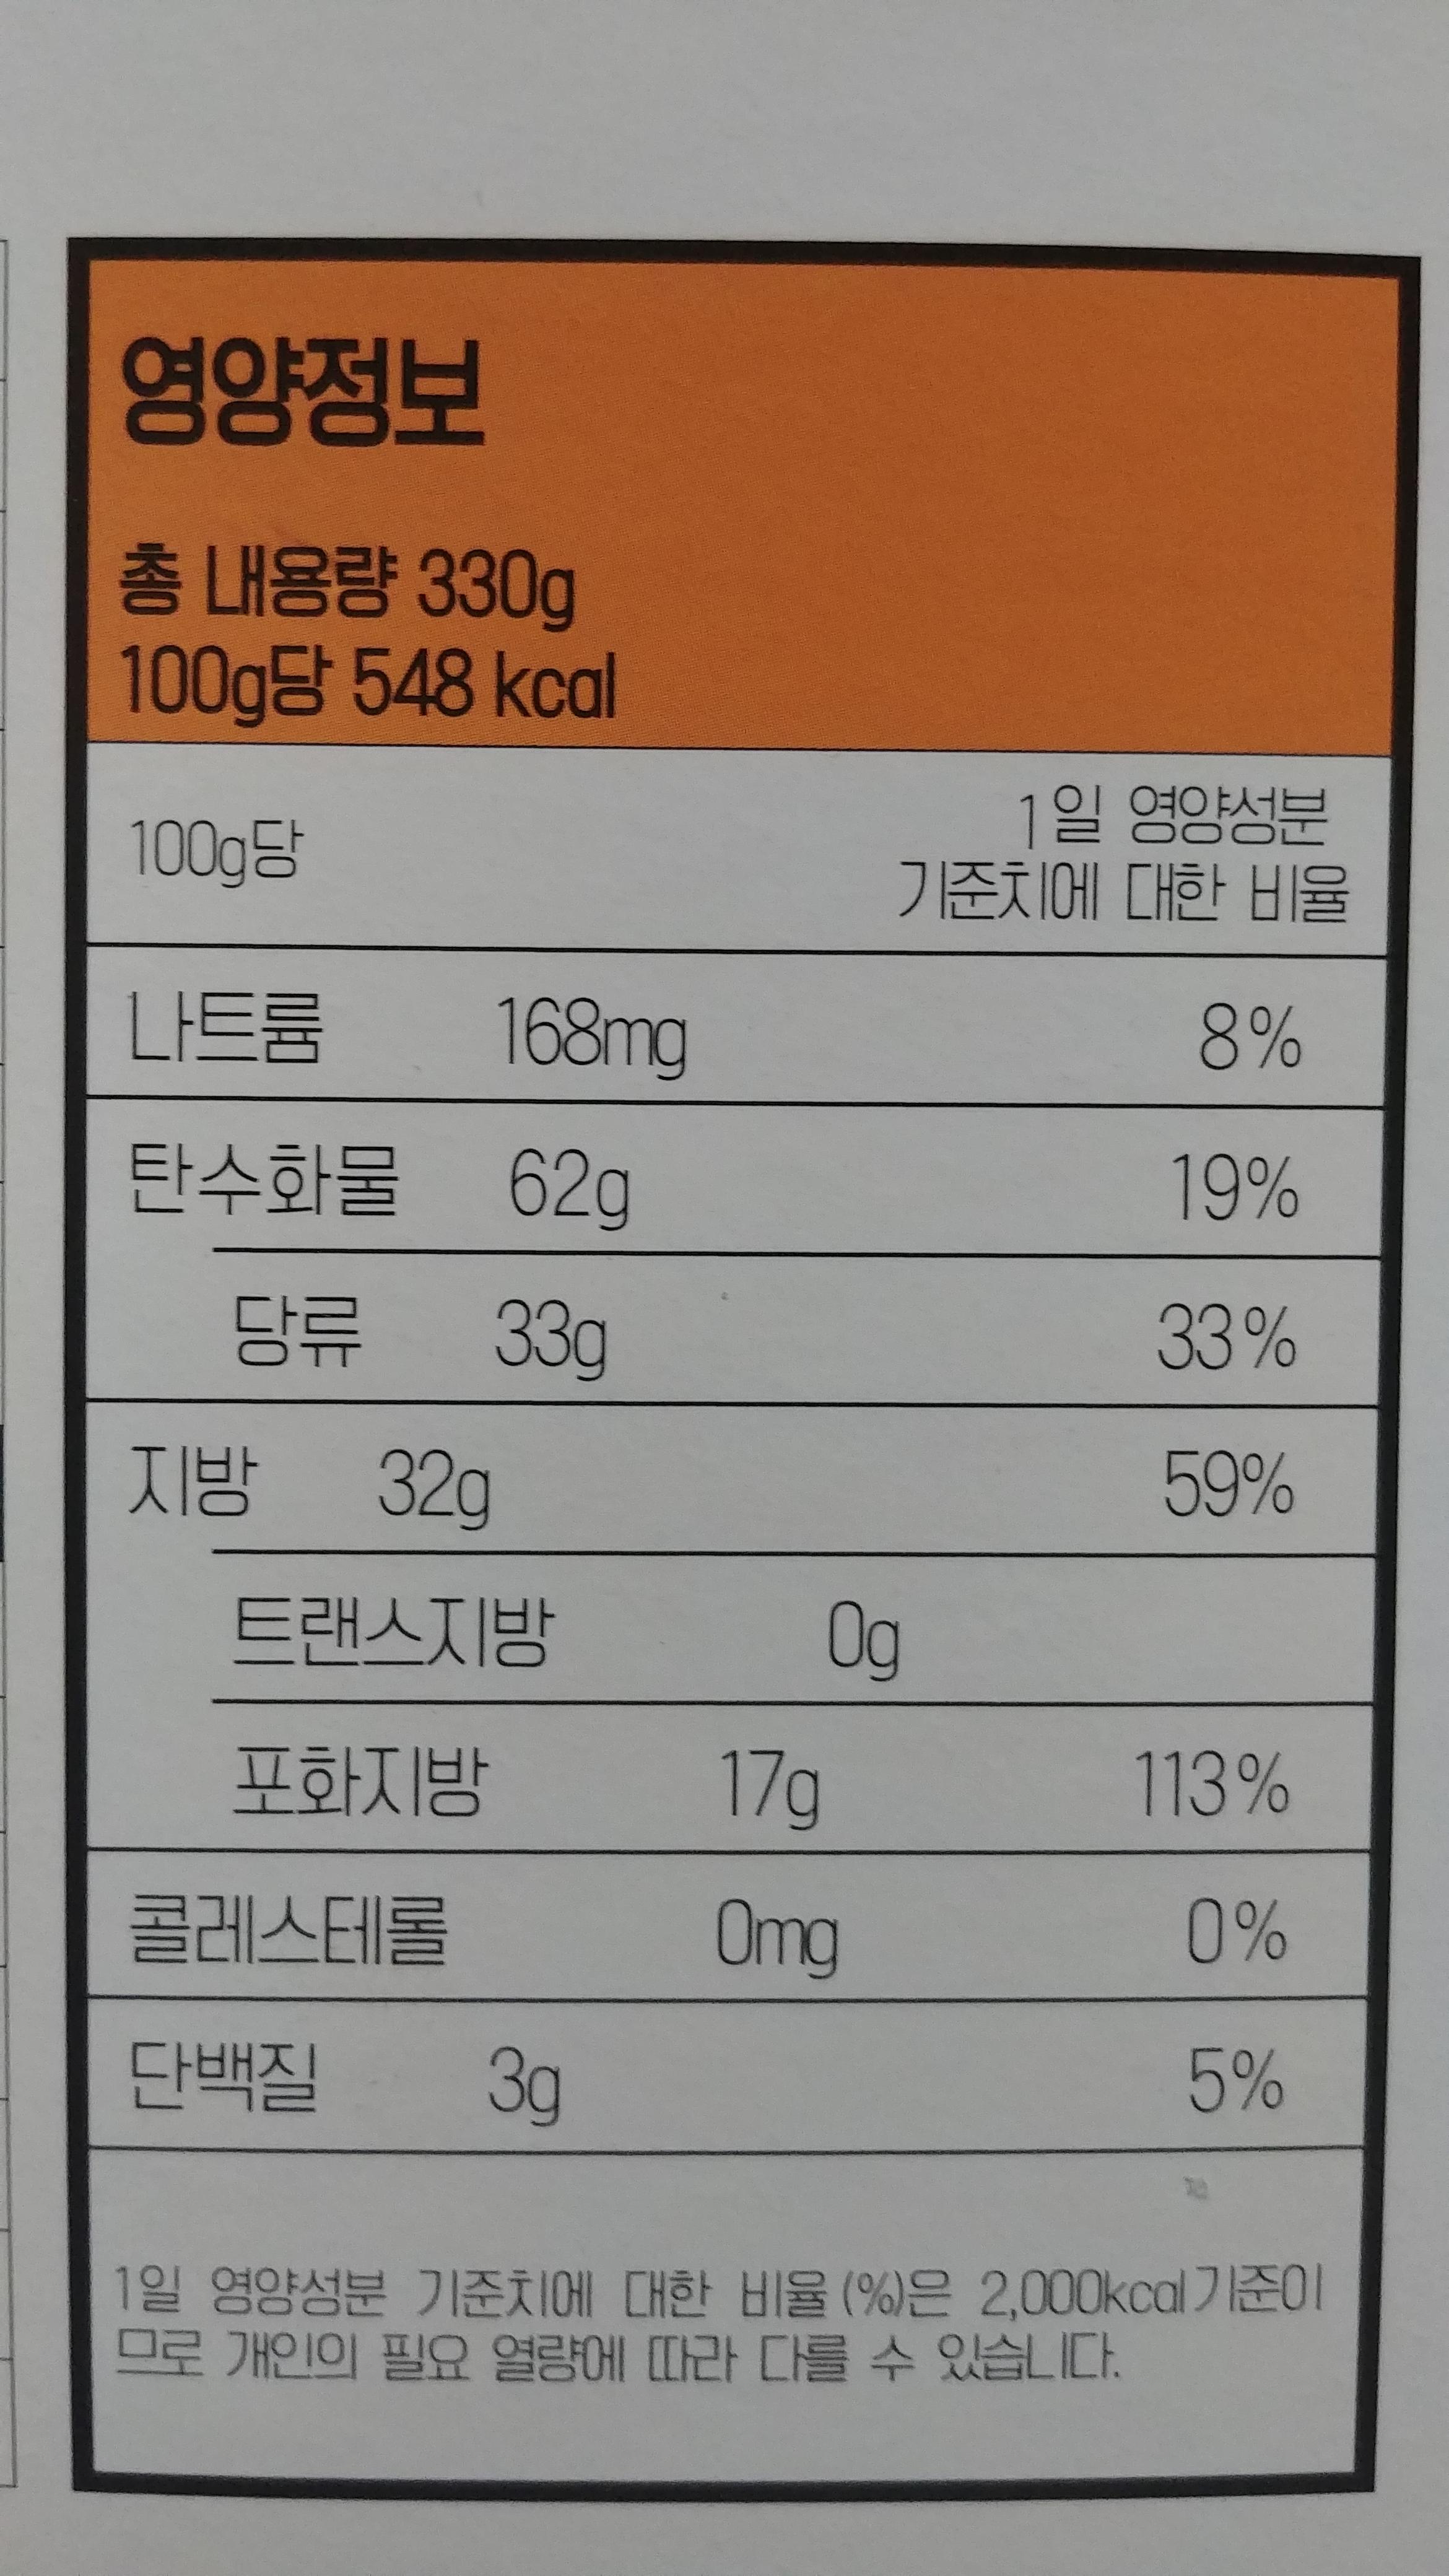 영양정보
총 내용량 330g
100g당 548 kcal
100g당
1일 영양성분
기준치에 대한 비율
나트륨 168mg 8%
탄수화물 62g 19%
당류 33g 33%
지방 32g 59%
트랜스지방 0g
포화지방 17g 113%
콜레스테롤 0mg 0%
단백질 3g 5%
1일 영양성분 기준치에 대한 비율(%)은 2,000kcal기준이
므로 개인의 필요 열량에 따라 다를 수 있습니다.